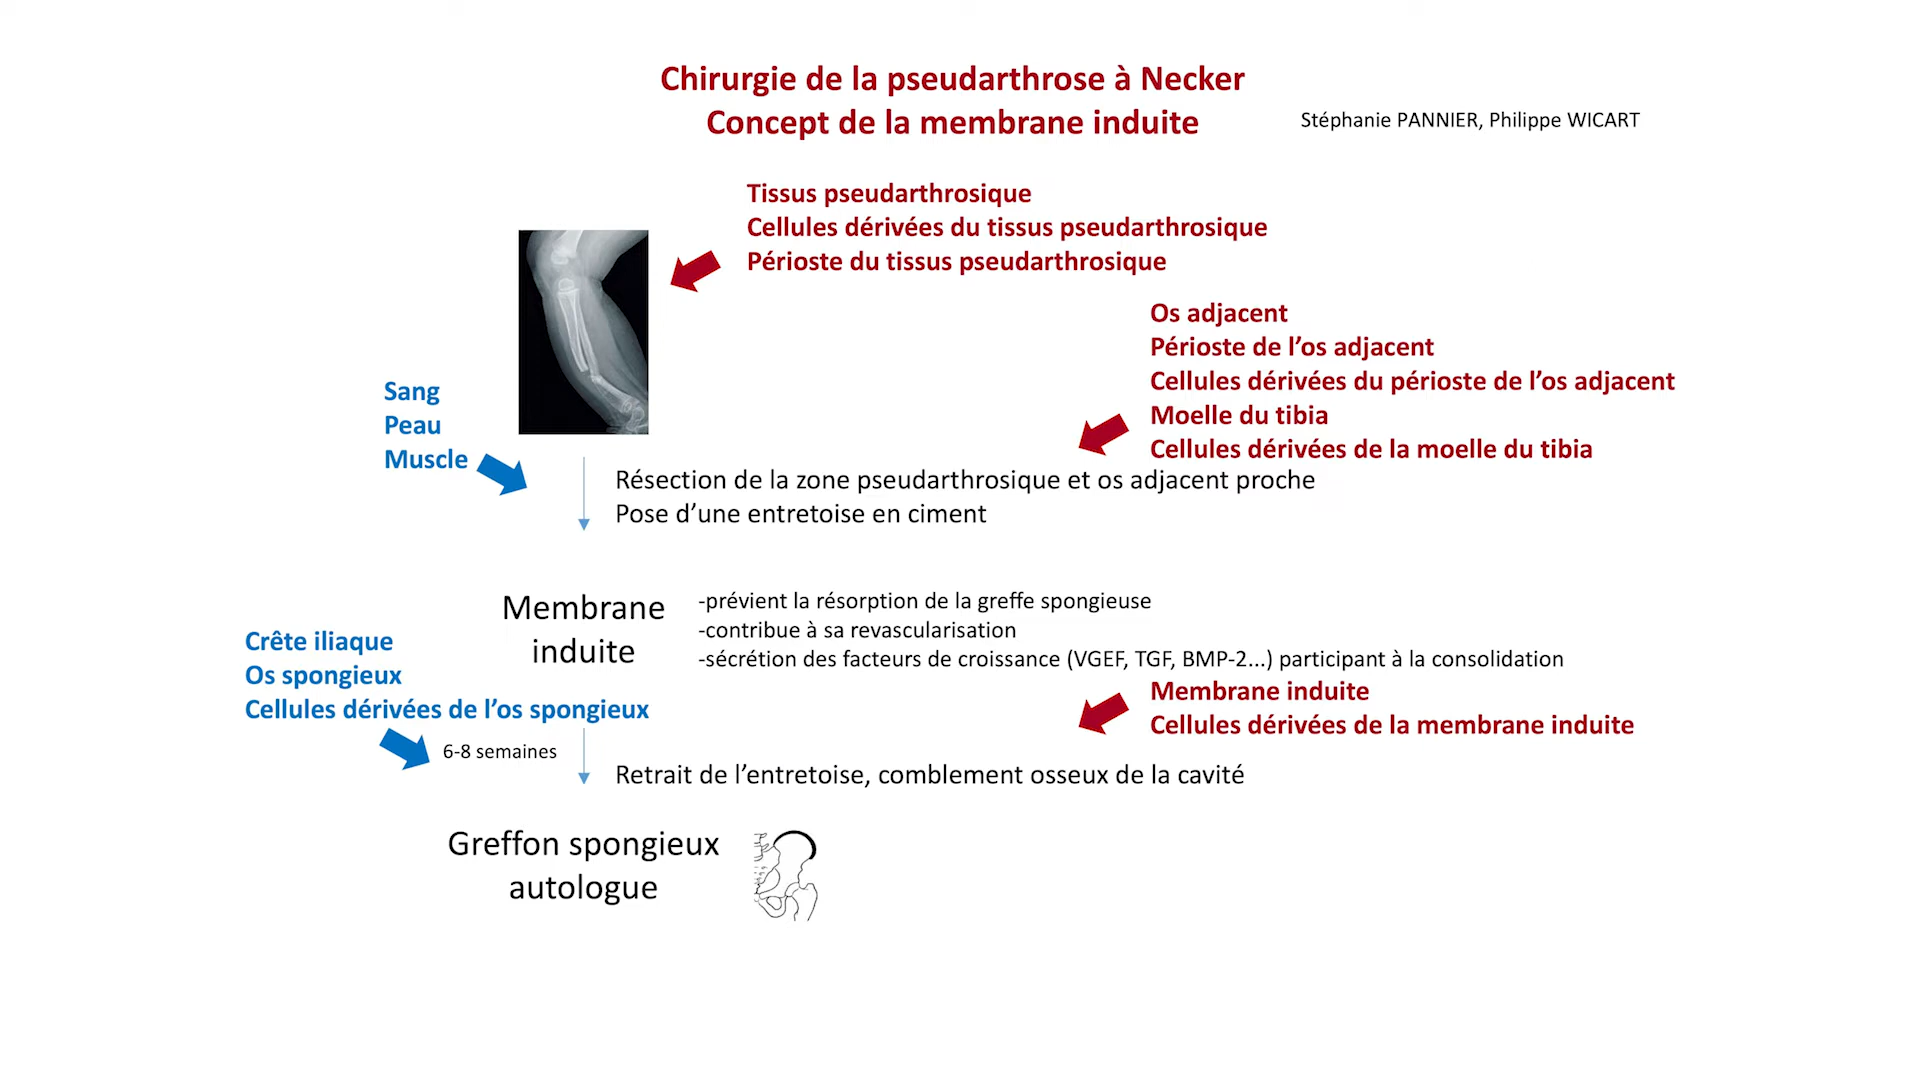 Chirurgie de la pseudarthrose à Necker
Concept de la membrane induite
Stéphanie PANNIER, Philippe WICART
Tissus pseudarthrosique
Cellules dérivées du tissus pseudarthrosique
Périoste du tissus pseudarthrosique
Os adjacent
Périoste de l’os adjacent
Cellules dérivées du périoste de l’os adjacent
Moelle du tibia
Cellules dérivées de la moelle du tibia
Sang
Peau
Muscle
Résection de la zone pseudarthrosique et os adjacent proche
Pose d’une entretoise en ciment
Membrane
induite
-prévient la résorption de la greffe spongieuse
-contribue à sa revascularisation
-sécrétion des facteurs de croissance (VGEF, TGF, BMP-2...) participant à la consolidation
Crête iliaque
Os spongieux
Cellules dérivées de l’os spongieux
Membrane induite
Cellules dérivées de la membrane induite
6-8 semaines
Retrait de l’entretoise, comblement osseux de la cavité
Greffon spongieux
autologue